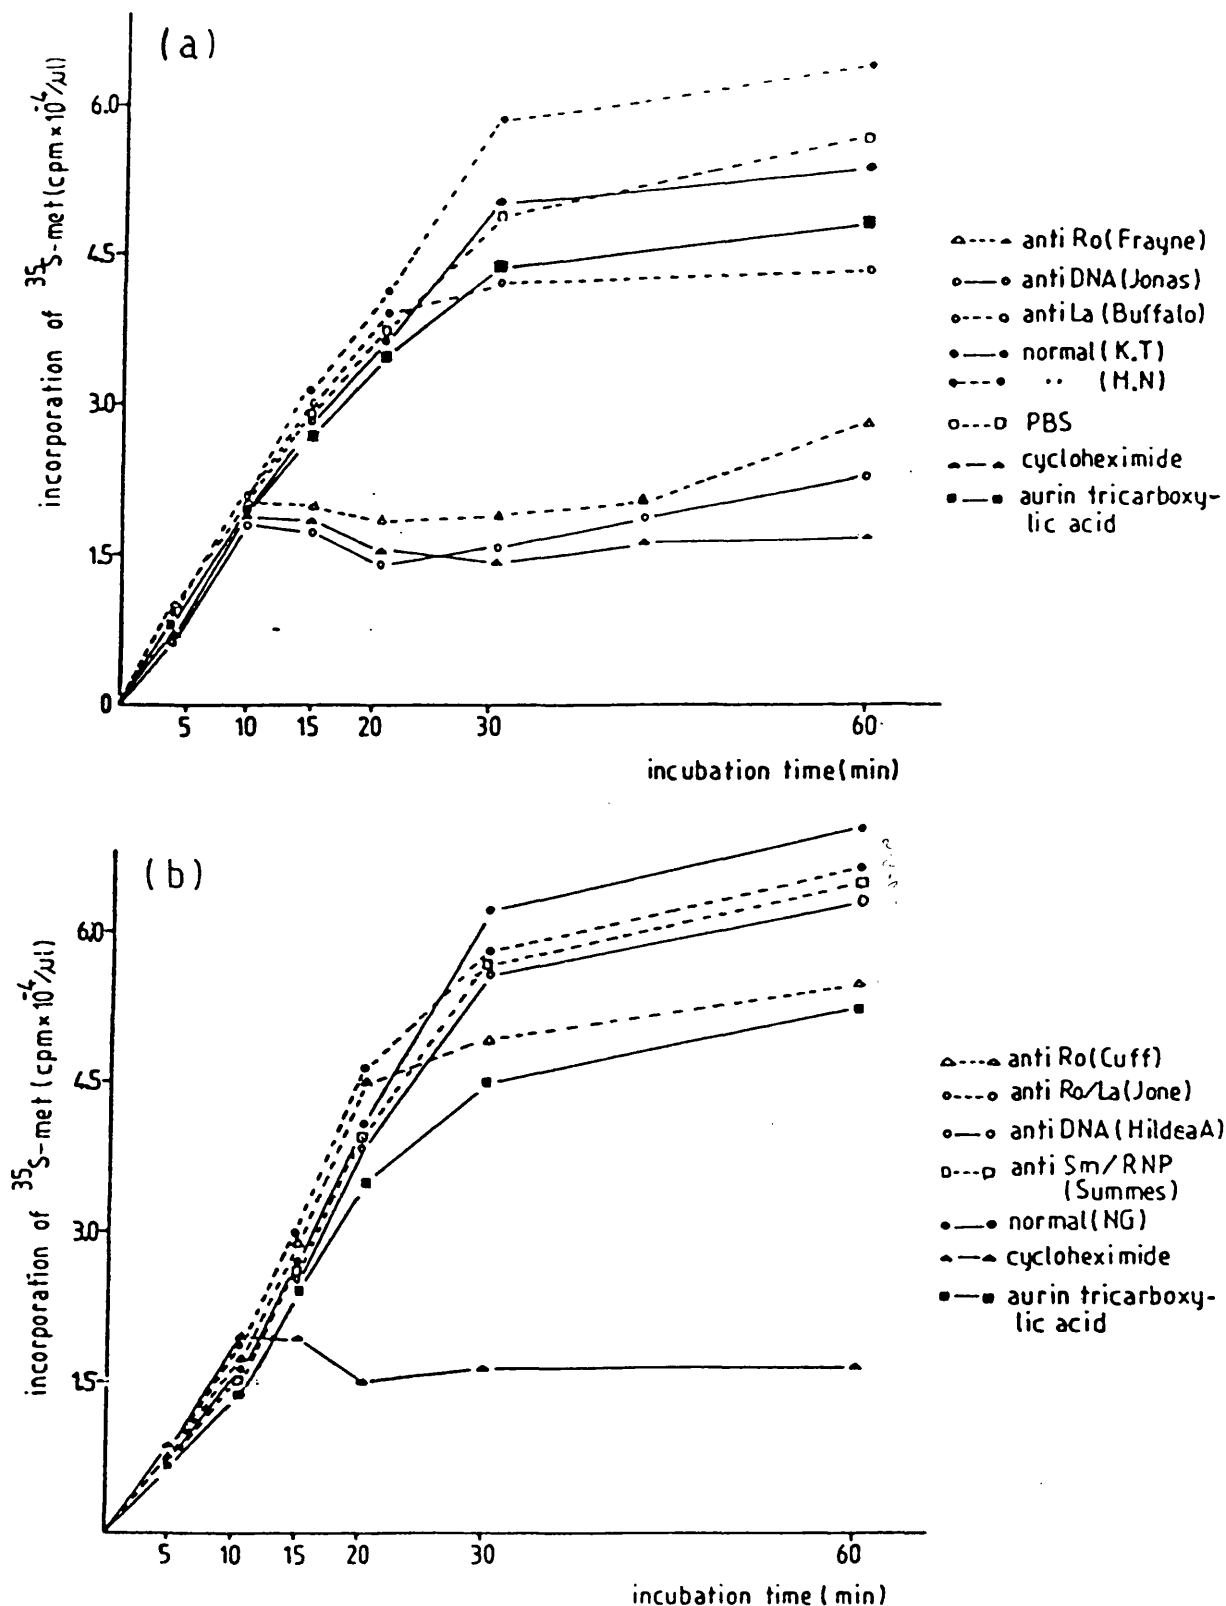 (a)
incorporation of ³⁵S-met (cpm×10⁻⁴/µl)
6.0
4.5
3.0
1.5
0
5 10 15 20 30 60
incubation time (min)
anti Ro (Frayne)
anti DNA (Jonas)
anti La (Buffalo)
normal (K.T)
·· (M.N)
PBS
cycloheximide
aurin tricarboxy-
lic acid
(b)
incorporation of ³⁵S-met (cpm×10⁻⁴/µl)
6.0
4.5
3.0
1.5
5 10 15 20 30 60
incubation time (min)
anti Ro (Cuff)
anti Ro/La (Jone)
anti DNA (HildeaA)
anti Sm/RNP
(Summes)
normal (NG)
cycloheximide
aurin tricarboxy-
lic acid